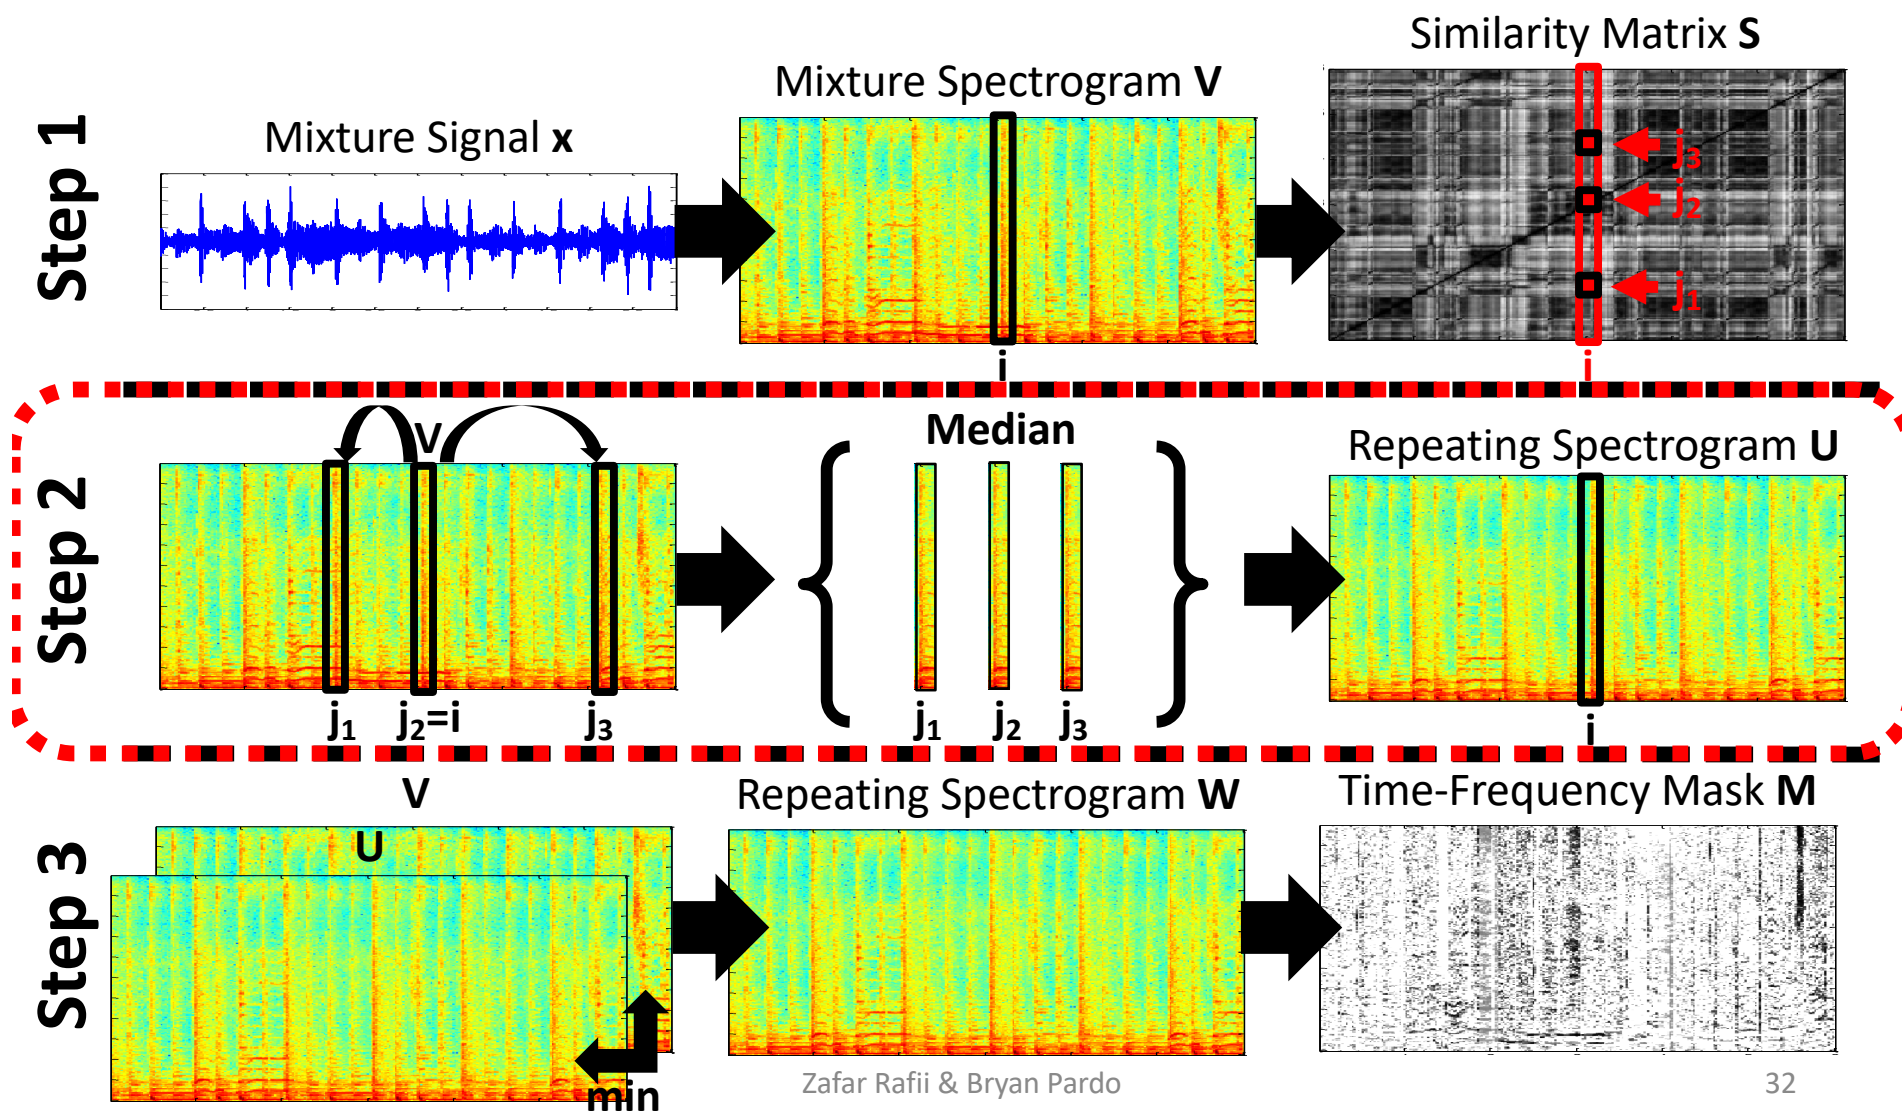 Step 1
Mixture Signal x
Mixture Spectrogram V
i
Similarity Matrix S
j₃
j₂
j₁
i
Step 2
V
j₁ j₂=i j₃
Median
j₁ j₂ j₃
Repeating Spectrogram U
i
Step 3
V
U
min
Repeating Spectrogram W
Time-Frequency Mask M
Zafar Rafii & Bryan Pardo
32